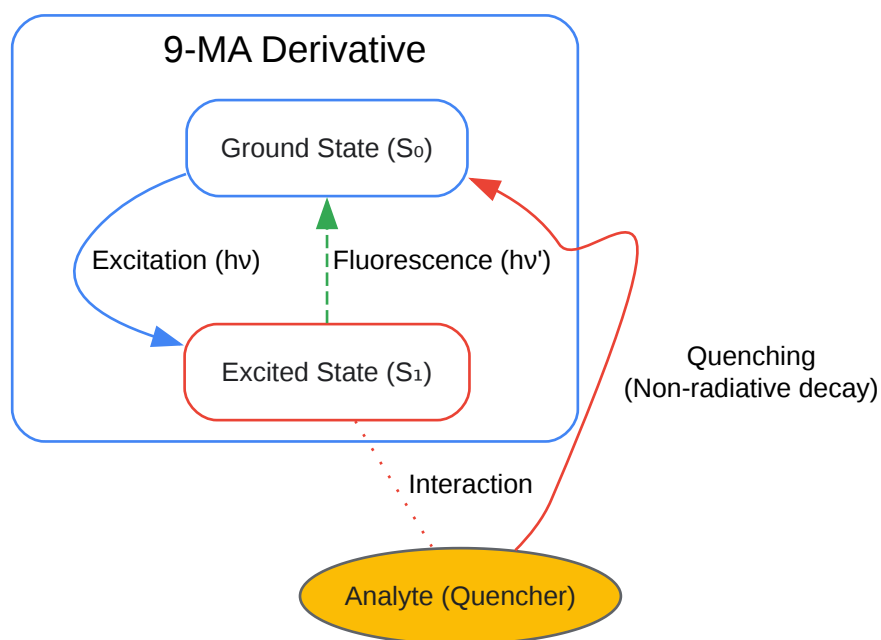 9-MA Derivative
Ground State (S₀)
Excitation (hν)
Fluorescence (hν')
Excited State (S₁)
Quenching
(Non-radiative decay)
Interaction
Analyte (Quencher)